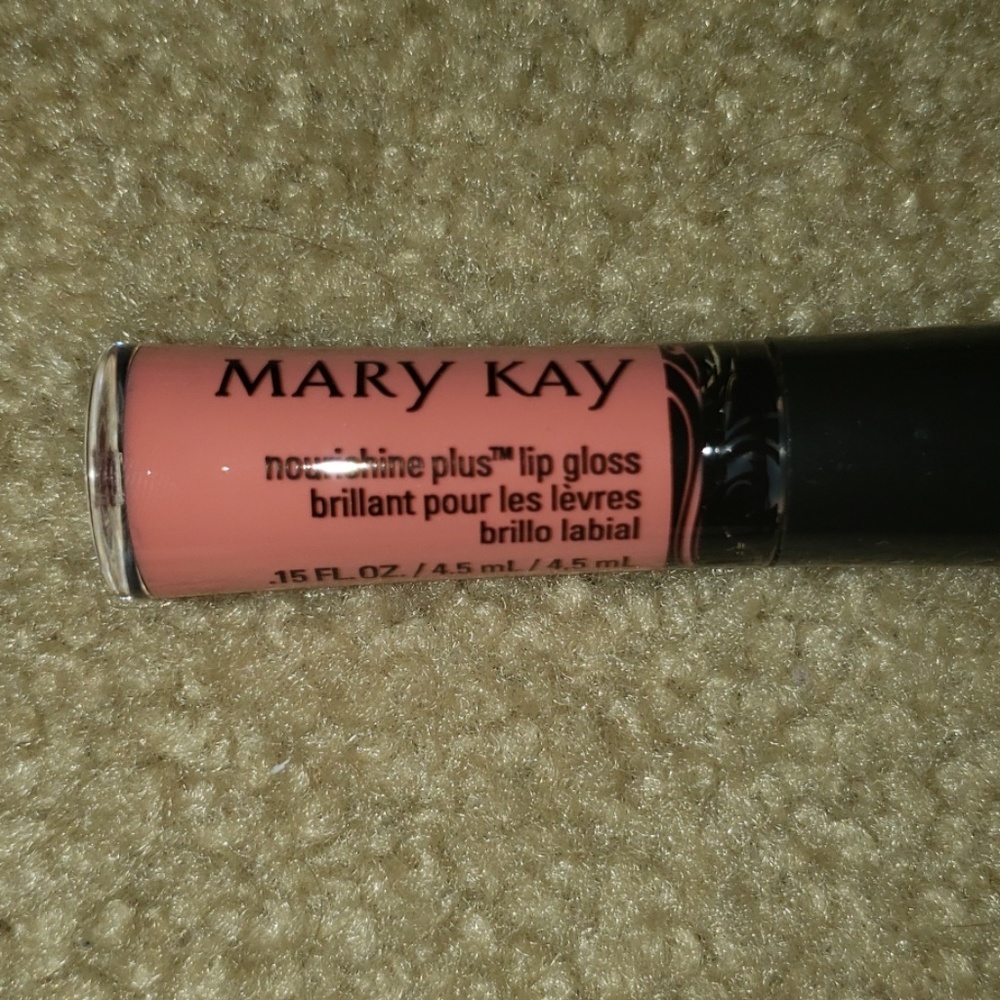 MARY KAY
nourishine plus™ lip gloss
brillant pour les lèvres
brillo labial
.15 FL. OZ. / 4.5 mL / 4.5 mL